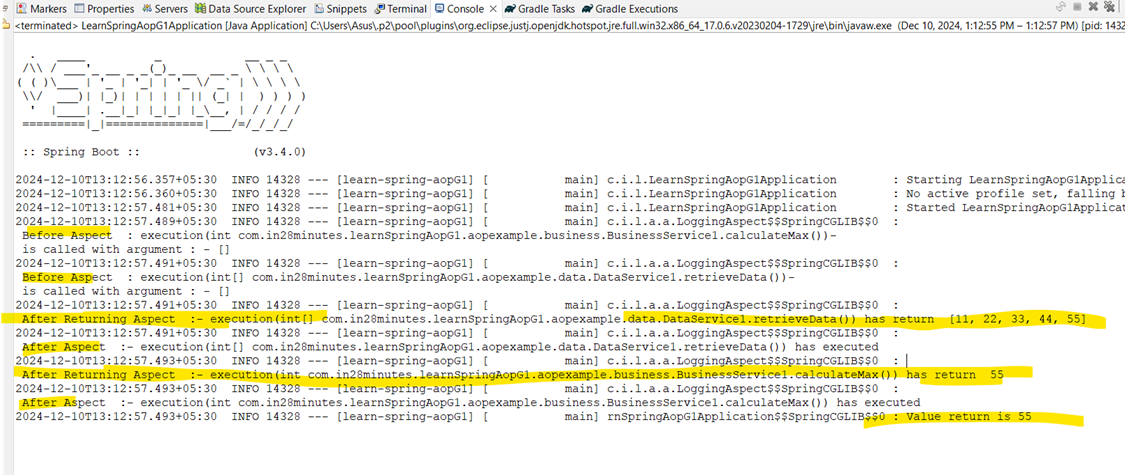 Markers Properties Servers Data Source Explorer Snippets Terminal Console Gradle Tasks Gradle Executions
<terminated> LearnSpringAopG1Application [Java Application] C:\Users\Asus\.p2\pool\plugins\org.eclipse.justj.openjdk.hotspot.jre.full.win32.x86_64_17.0.6.v20230204-1729\jre\bin\javaw.exe (Dec 10, 2024, 1:12:55 PM – 1:12:57 PM) [pid: 1432
  .   ____          _            __ _ _
 /\\ / ___'_ __ _ _(_)_ __  __ _ \ \ \ \
( ( )\___ | '_ | '_| | '_ \/ _` | \ \ \ \
 \\/  ___)| |_)| | | | | || (_| |  ) ) ) )
  '  |____| .__|_| |_|_| |_\__, | / / / /
 =========|_|==============|___/=/_/_/_/
 :: Spring Boot ::                (v3.4.0)
2024-12-10T13:12:56.357+05:30  INFO 14328 --- [learn-spring-aopG1] [           main] c.i.l.LearnSpringAopG1Application        : Starting LearnSpringAopG1Applica
2024-12-10T13:12:56.360+05:30  INFO 14328 --- [learn-spring-aopG1] [           main] c.i.l.LearnSpringAopG1Application        : No active profile set, falling b
2024-12-10T13:12:57.481+05:30  INFO 14328 --- [learn-spring-aopG1] [           main] c.i.l.LearnSpringAopG1Application        : Started LearnSpringAopG1Applicat
2024-12-10T13:12:57.489+05:30  INFO 14328 --- [learn-spring-aopG1] [           main] c.i.l.a.a.LoggingAspect$$SpringCGLIB$$0  :
 Before Aspect  : execution(int com.in28minutes.learnSpringAopG1.aopexample.business.BusinessService1.calculateMax())-
 is called with argument : - []
2024-12-10T13:12:57.491+05:30  INFO 14328 --- [learn-spring-aopG1] [           main] c.i.l.a.a.LoggingAspect$$SpringCGLIB$$0  :
 Before Aspect  : execution(int[] com.in28minutes.learnSpringAopG1.aopexample.data.DataService1.retrieveData())-
 is called with argument : - []
2024-12-10T13:12:57.491+05:30  INFO 14328 --- [learn-spring-aopG1] [           main] c.i.l.a.a.LoggingAspect$$SpringCGLIB$$0  :
 After Returning Aspect  :- execution(int[] com.in28minutes.learnSpringAopG1.aopexample.data.DataService1.retrieveData()) has return  [11, 22, 33, 44, 55]
2024-12-10T13:12:57.491+05:30  INFO 14328 --- [learn-spring-aopG1] [           main] c.i.l.a.a.LoggingAspect$$SpringCGLIB$$0  :
 After Aspect  :- execution(int[] com.in28minutes.learnSpringAopG1.aopexample.data.DataService1.retrieveData()) has executed
2024-12-10T13:12:57.493+05:30  INFO 14328 --- [learn-spring-aopG1] [           main] c.i.l.a.a.LoggingAspect$$SpringCGLIB$$0  :
 After Returning Aspect  :- execution(int com.in28minutes.learnSpringAopG1.aopexample.business.BusinessService1.calculateMax()) has return  55
2024-12-10T13:12:57.493+05:30  INFO 14328 --- [learn-spring-aopG1] [           main] c.i.l.a.a.LoggingAspect$$SpringCGLIB$$0  :
 After Aspect  :- execution(int com.in28minutes.learnSpringAopG1.aopexample.business.BusinessService1.calculateMax()) has executed
2024-12-10T13:12:57.493+05:30  INFO 14328 --- [learn-spring-aopG1] [           main] rnSpringAopG1Application$$SpringCGLIB$$0 : Value return is 55